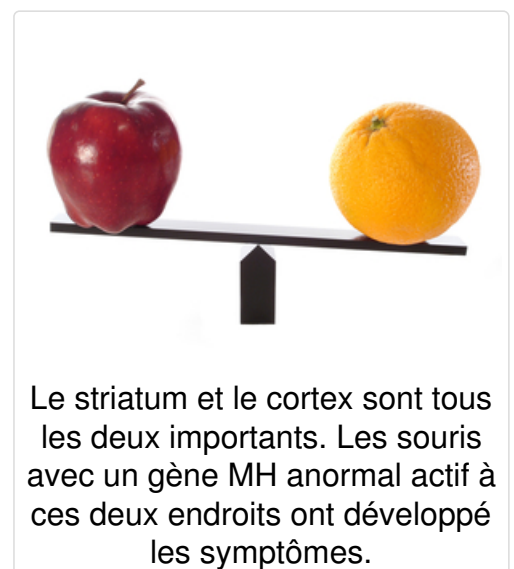 Le striatum et le cortex sont tous
les deux importants. Les souris
avec un gène MH anormal actif à
ces deux endroits ont développé
les symptômes.